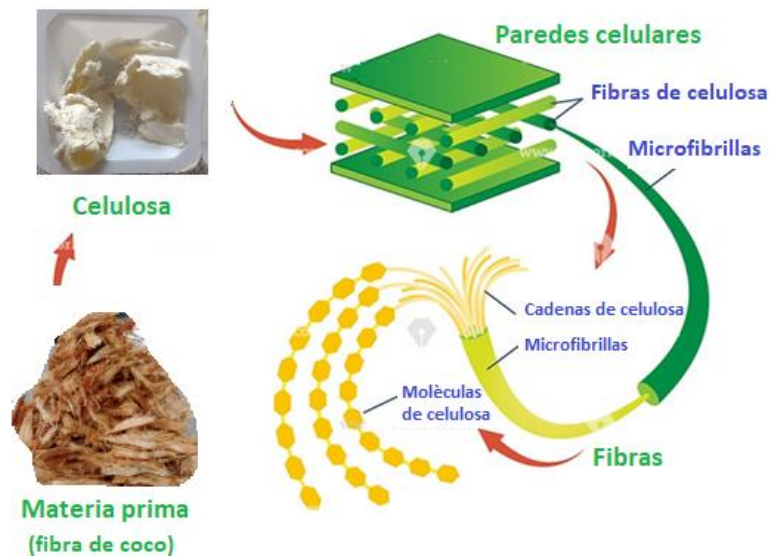 Paredes celulares
Fibras de celulosa
Microfibrillas
Celulosa
Cadenas de celulosa
Microfibrillas
Molèculas
de celulosa
Fibras
Materia prima
(fibra de coco)